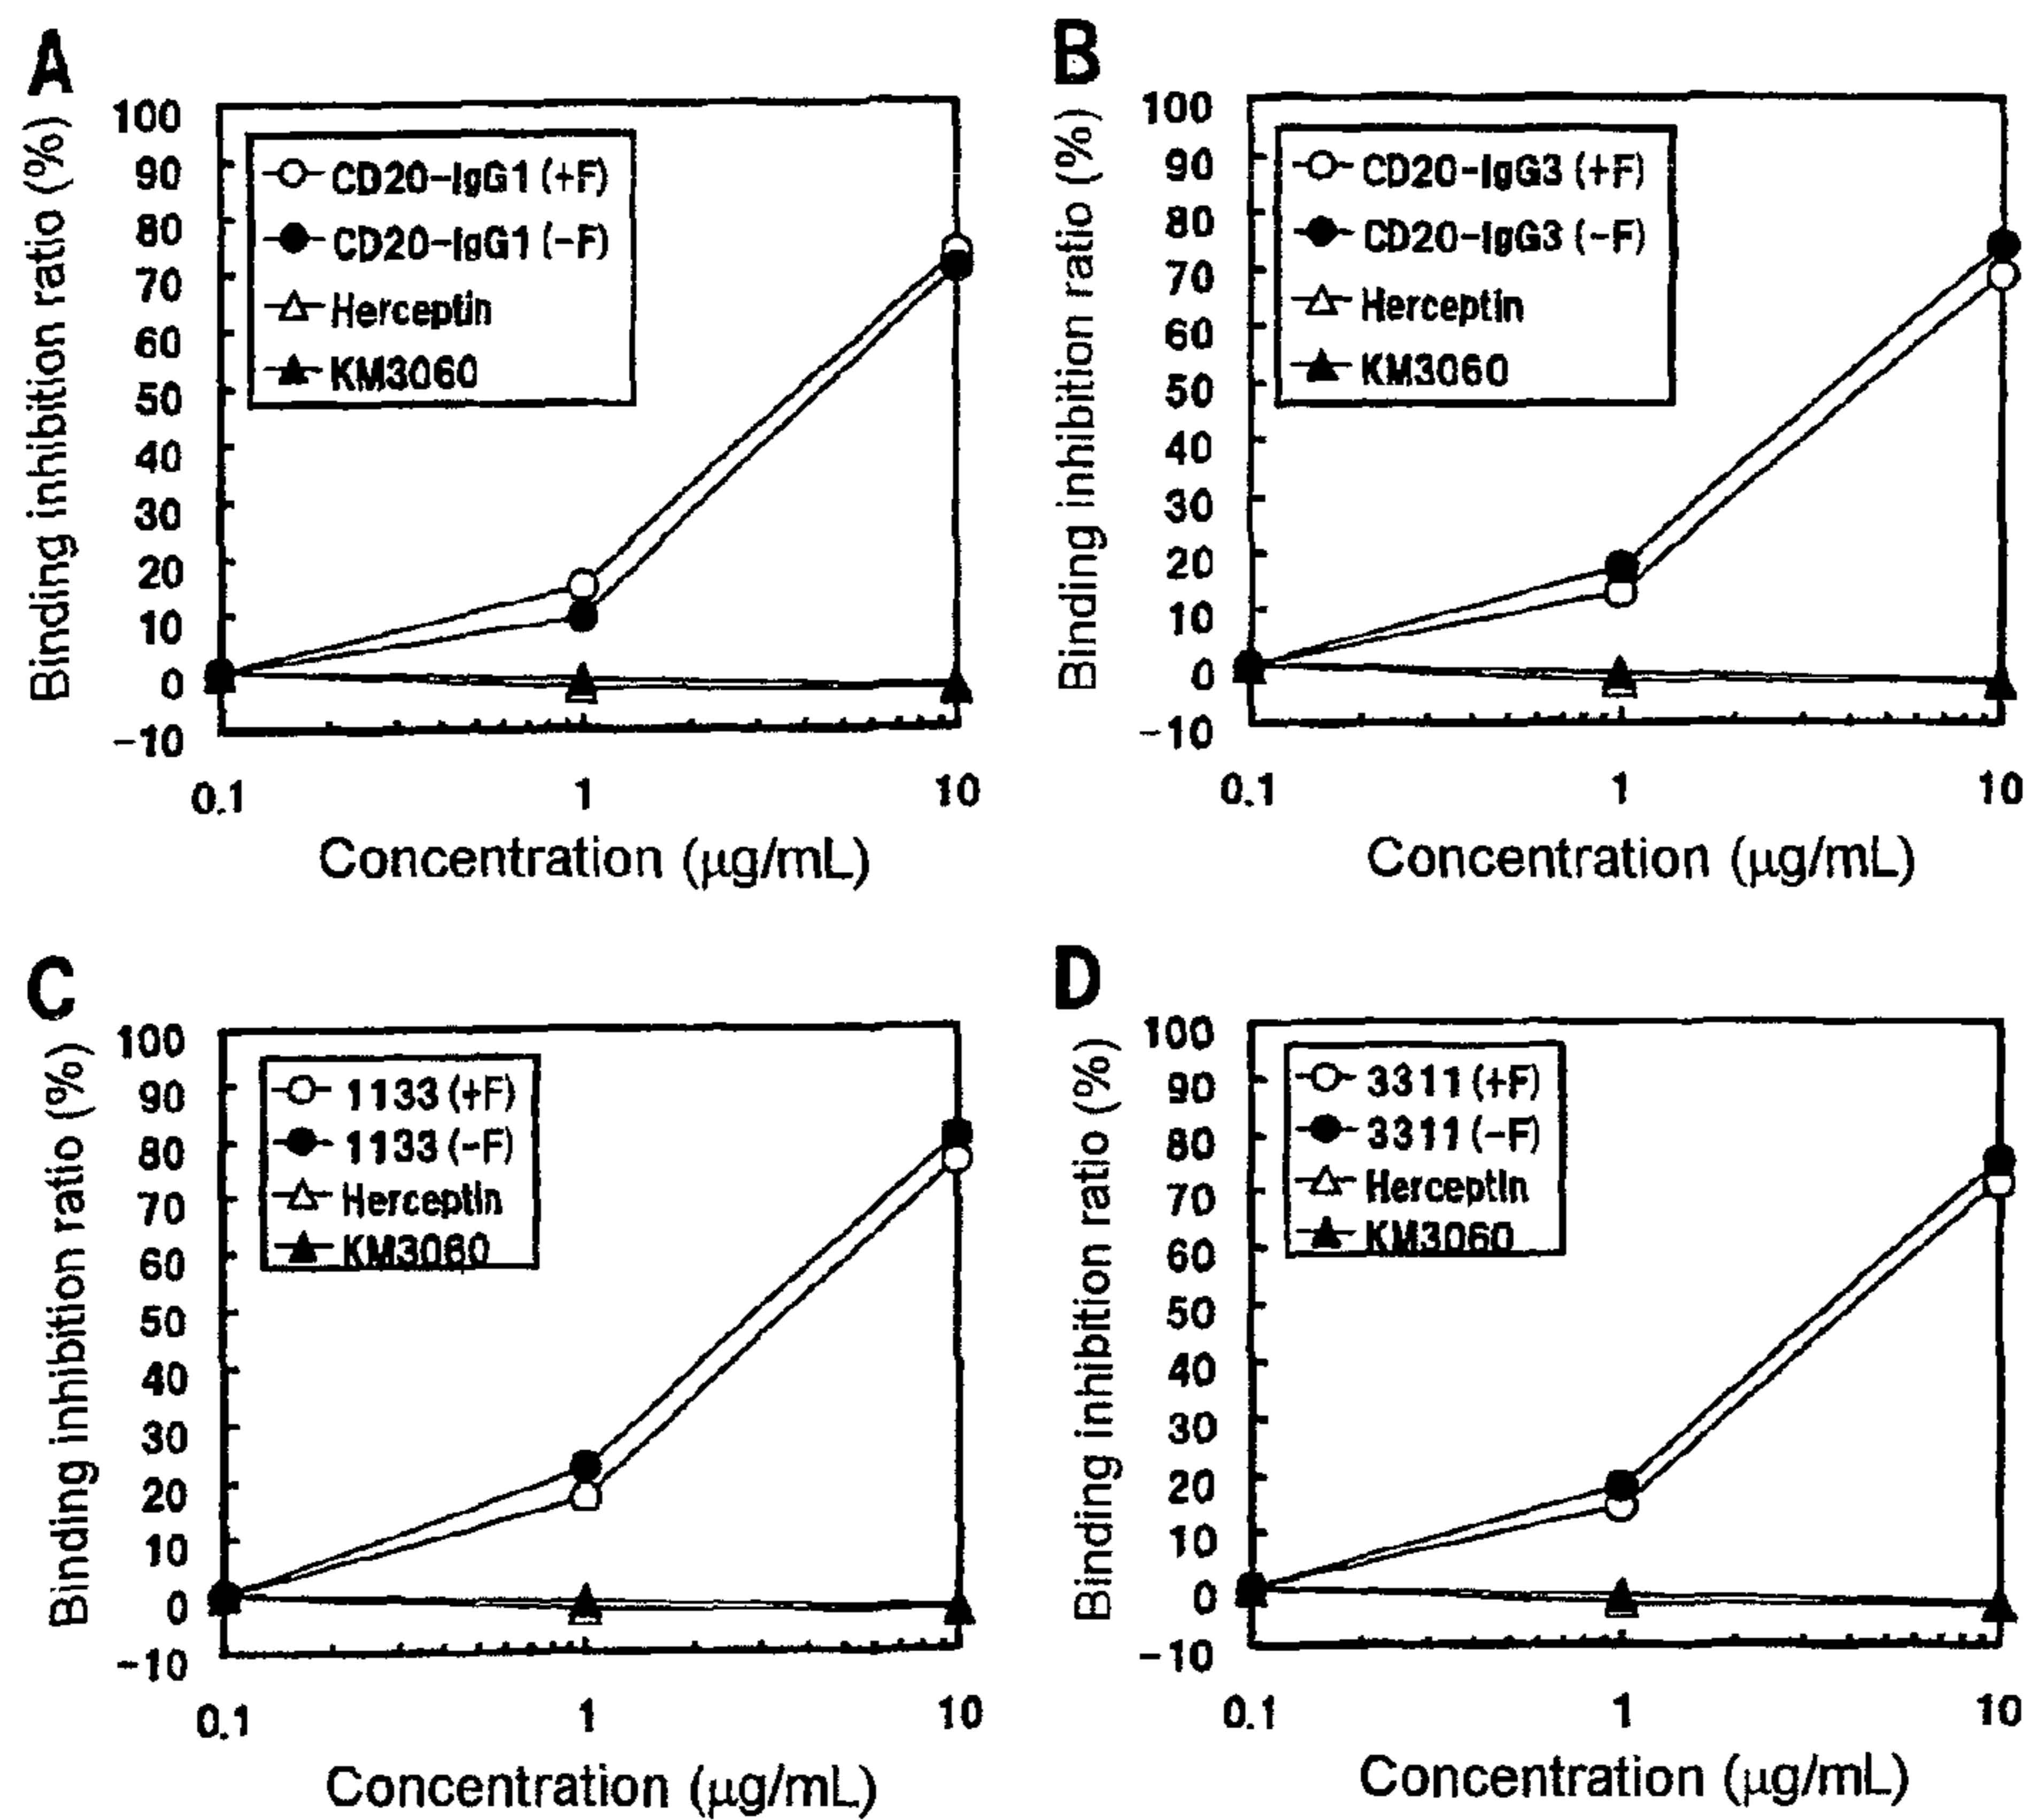 A
Binding inhibition ratio (%)
100
90
80
70
60
50
40
30
20
10
0
-10
CD20-IgG1 (+F)
CD20-IgG1 (-F)
Herceptin
KM3060
0.1
1
10
Concentration (μg/mL)
B
Binding inhibition ratio (%)
100
90
80
70
60
50
40
30
20
10
0
-10
CD20-IgG3 (+F)
CD20-IgG3 (-F)
Herceptin
KM3060
0.1
1
10
Concentration (μg/mL)
C
Binding inhibition ratio (%)
100
90
80
70
60
50
40
30
20
10
0
-10
1133 (+F)
1133 (-F)
Herceptin
KM3060
0.1
1
10
Concentration (μg/mL)
D
Binding inhibition ratio (%)
100
90
80
70
60
50
40
30
20
10
0
-10
3311 (+F)
3311 (-F)
Herceptin
KM3060
0.1
1
10
Concentration (μg/mL)